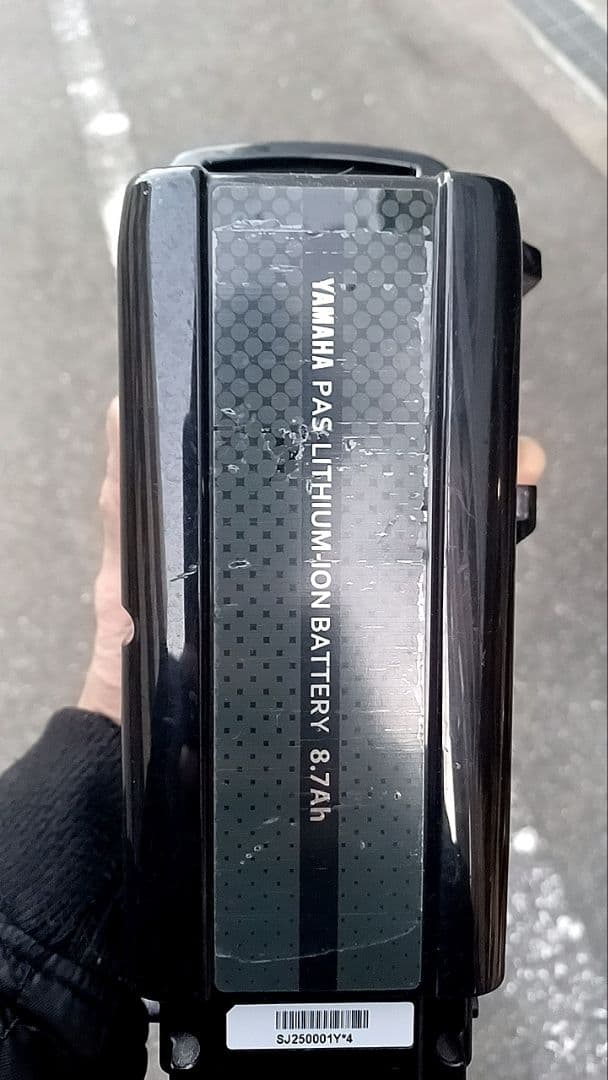 YAMAHA PAS LITHIUM-ION BATTERY 8.7Ah
SJ250001Y*4